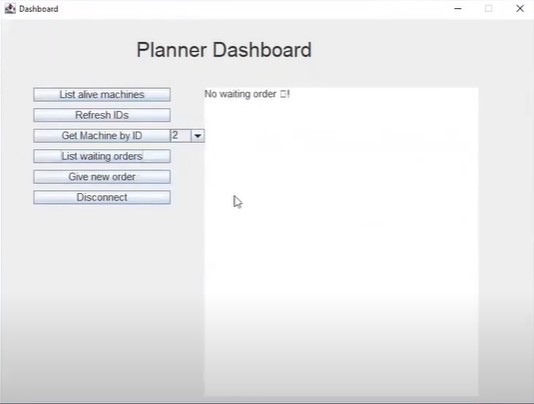 Dashboard
Planner Dashboard
List alive machines
Refresh IDs
Get Machine by ID
2
List waiting orders
Give new order
Disconnect
No waiting order □!